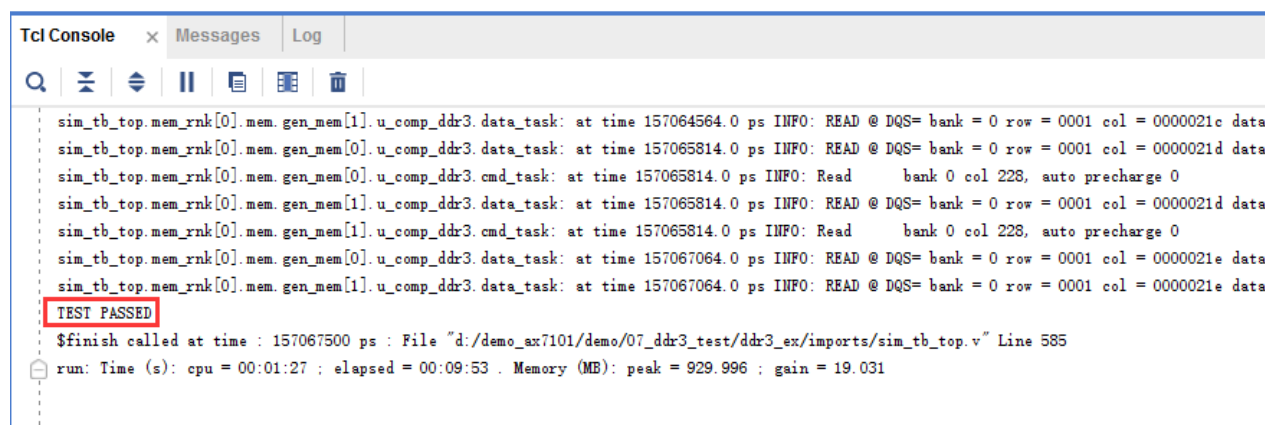 Tcl Console × Messages Log
sim_tb_top.mem_rnk[0].mem.gen_mem[1].u_comp_ddr3.data_task: at time 157064564.0 ps INFO: READ @ DQS= bank = 0 row = 0001 col = 0000021c data
sim_tb_top.mem_rnk[0].mem.gen_mem[0].u_comp_ddr3.data_task: at time 157065814.0 ps INFO: READ @ DQS= bank = 0 row = 0001 col = 0000021d data
sim_tb_top.mem_rnk[0].mem.gen_mem[0].u_comp_ddr3.cmd_task: at time 157065814.0 ps INFO: Read bank 0 col 228, auto precharge 0
sim_tb_top.mem_rnk[0].mem.gen_mem[1].u_comp_ddr3.data_task: at time 157065814.0 ps INFO: READ @ DQS= bank = 0 row = 0001 col = 0000021d data
sim_tb_top.mem_rnk[0].mem.gen_mem[1].u_comp_ddr3.cmd_task: at time 157065814.0 ps INFO: Read bank 0 col 228, auto precharge 0
sim_tb_top.mem_rnk[0].mem.gen_mem[0].u_comp_ddr3.data_task: at time 157067064.0 ps INFO: READ @ DQS= bank = 0 row = 0001 col = 0000021e data
sim_tb_top.mem_rnk[0].mem.gen_mem[1].u_comp_ddr3.data_task: at time 157067064.0 ps INFO: READ @ DQS= bank = 0 row = 0001 col = 0000021e data
TEST PASSED
$finish called at time : 157067500 ps : File "d:/demo_ax7101/demo/07_ddr3_test/ddr3_ex/imports/sim_tb_top.v" Line 585
run: Time (s): cpu = 00:01:27 ; elapsed = 00:09:53 . Memory (MB): peak = 929.996 ; gain = 19.031